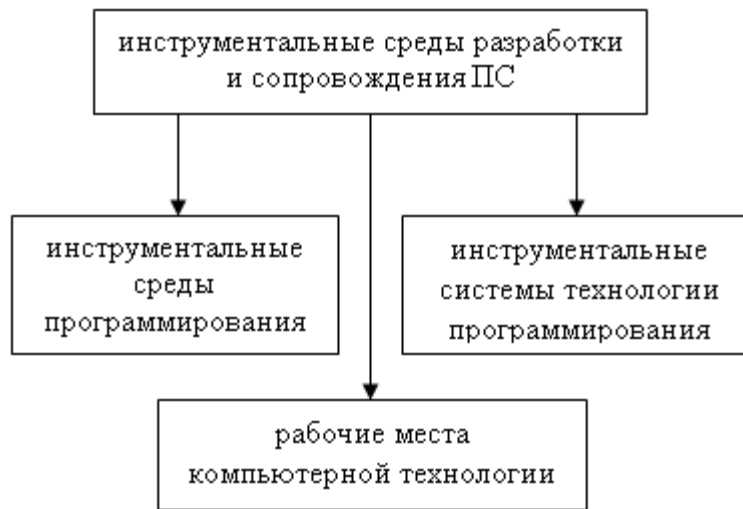 инструментальные среды разработки
и сопровождения ПС
инструментальные
среды
программирования
инструментальные
системы технологии
программирования
рабочие места
компьютерной технологии